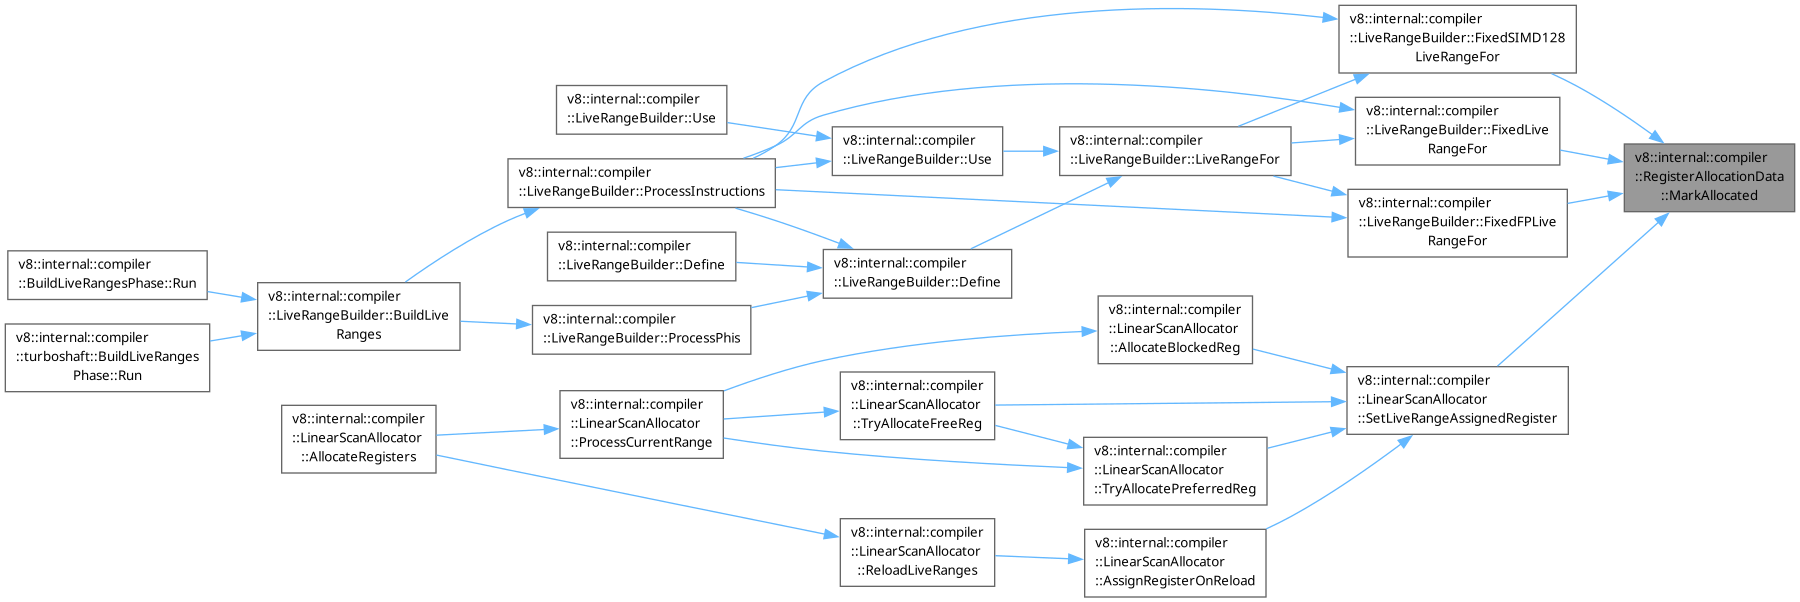 v8::internal::compiler
::LiveRangeBuilder::FixedSIMD128
LiveRangeFor
v8::internal::compiler
::LiveRangeBuilder::Use
v8::internal::compiler
::LiveRangeBuilder::FixedLive
RangeFor
v8::internal::compiler
::LiveRangeBuilder::Use
v8::internal::compiler
::LiveRangeBuilder::LiveRangeFor
v8::internal::compiler
::RegisterAllocationData
::MarkAllocated
v8::internal::compiler
::LiveRangeBuilder::ProcessInstructions
v8::internal::compiler
::LiveRangeBuilder::FixedFPLive
RangeFor
v8::internal::compiler
::LiveRangeBuilder::Define
v8::internal::compiler
::BuildLiveRangesPhase::Run
v8::internal::compiler
::LiveRangeBuilder::Define
v8::internal::compiler
::LiveRangeBuilder::BuildLive
Ranges
v8::internal::compiler
::LiveRangeBuilder::ProcessPhis
v8::internal::compiler
::LinearScanAllocator
::AllocateBlockedReg
v8::internal::compiler
::turboshaft::BuildLiveRanges
Phase::Run
v8::internal::compiler
::LinearScanAllocator
::SetLiveRangeAssignedRegister
v8::internal::compiler
::LinearScanAllocator
::TryAllocateFreeReg
v8::internal::compiler
::LinearScanAllocator
::ProcessCurrentRange
v8::internal::compiler
::LinearScanAllocator
::AllocateRegisters
v8::internal::compiler
::LinearScanAllocator
::TryAllocatePreferredReg
v8::internal::compiler
::LinearScanAllocator
::ReloadLiveRanges
v8::internal::compiler
::LinearScanAllocator
::AssignRegisterOnReload